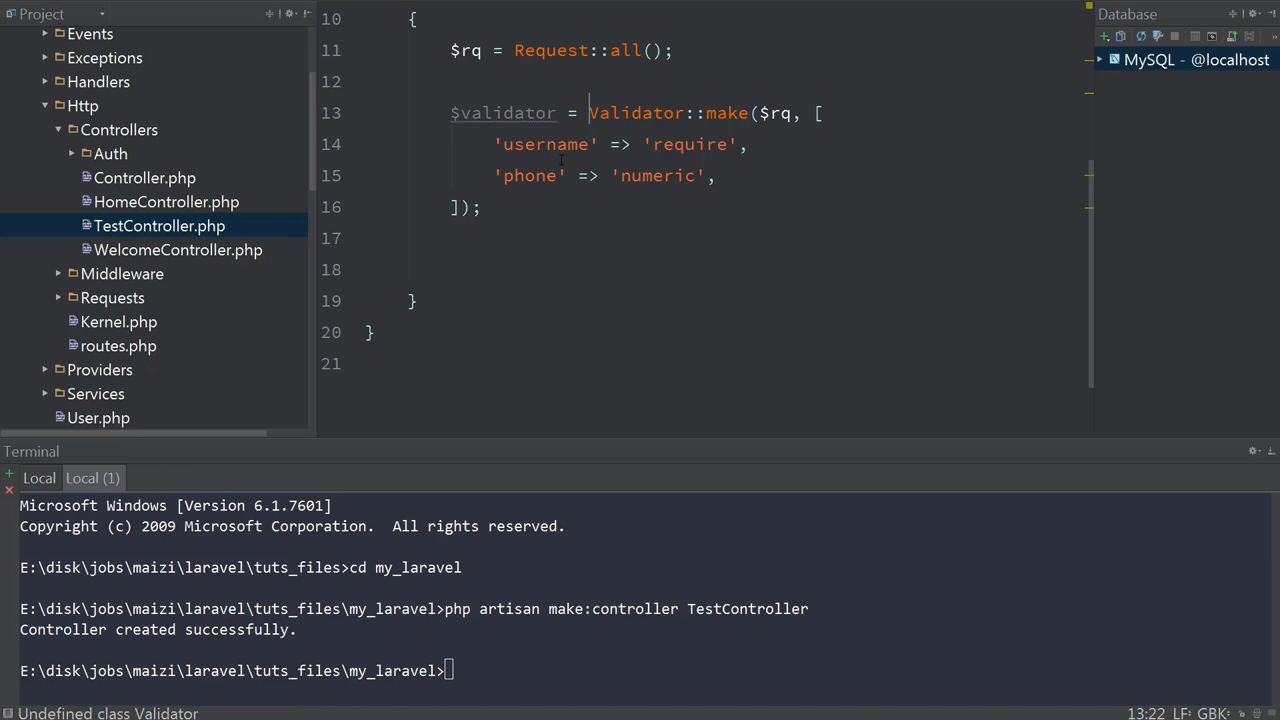 Project
Events
Exceptions
Handlers
Http
Controllers
Auth
Controller.php
HomeController.php
TestController.php
WelcomeController.php
Middleware
Requests
Kernel.php
routes.php
Providers
Services
User.php
10 {
11 $rq = Request::all();
12
13 $validator = Validator::make($rq, [
14 'username' => 'require',
15 'phone' => 'numeric',
16 ]);
17
18
19 }
20 }
21
Database
MySQL - @localhost
Terminal
Local Local (1)
Microsoft Windows [Version 6.1.7601]
Copyright (c) 2009 Microsoft Corporation. All rights reserved.
E:\disk\jobs\maizi\laravel\tuts_files>cd my_laravel
E:\disk\jobs\maizi\laravel\tuts_files\my_laravel>php artisan make:controller TestController
Controller created successfully.
E:\disk\jobs\maizi\laravel\tuts_files\my_laravel>
Undefined class Validator
13:22 LF÷ GBK÷